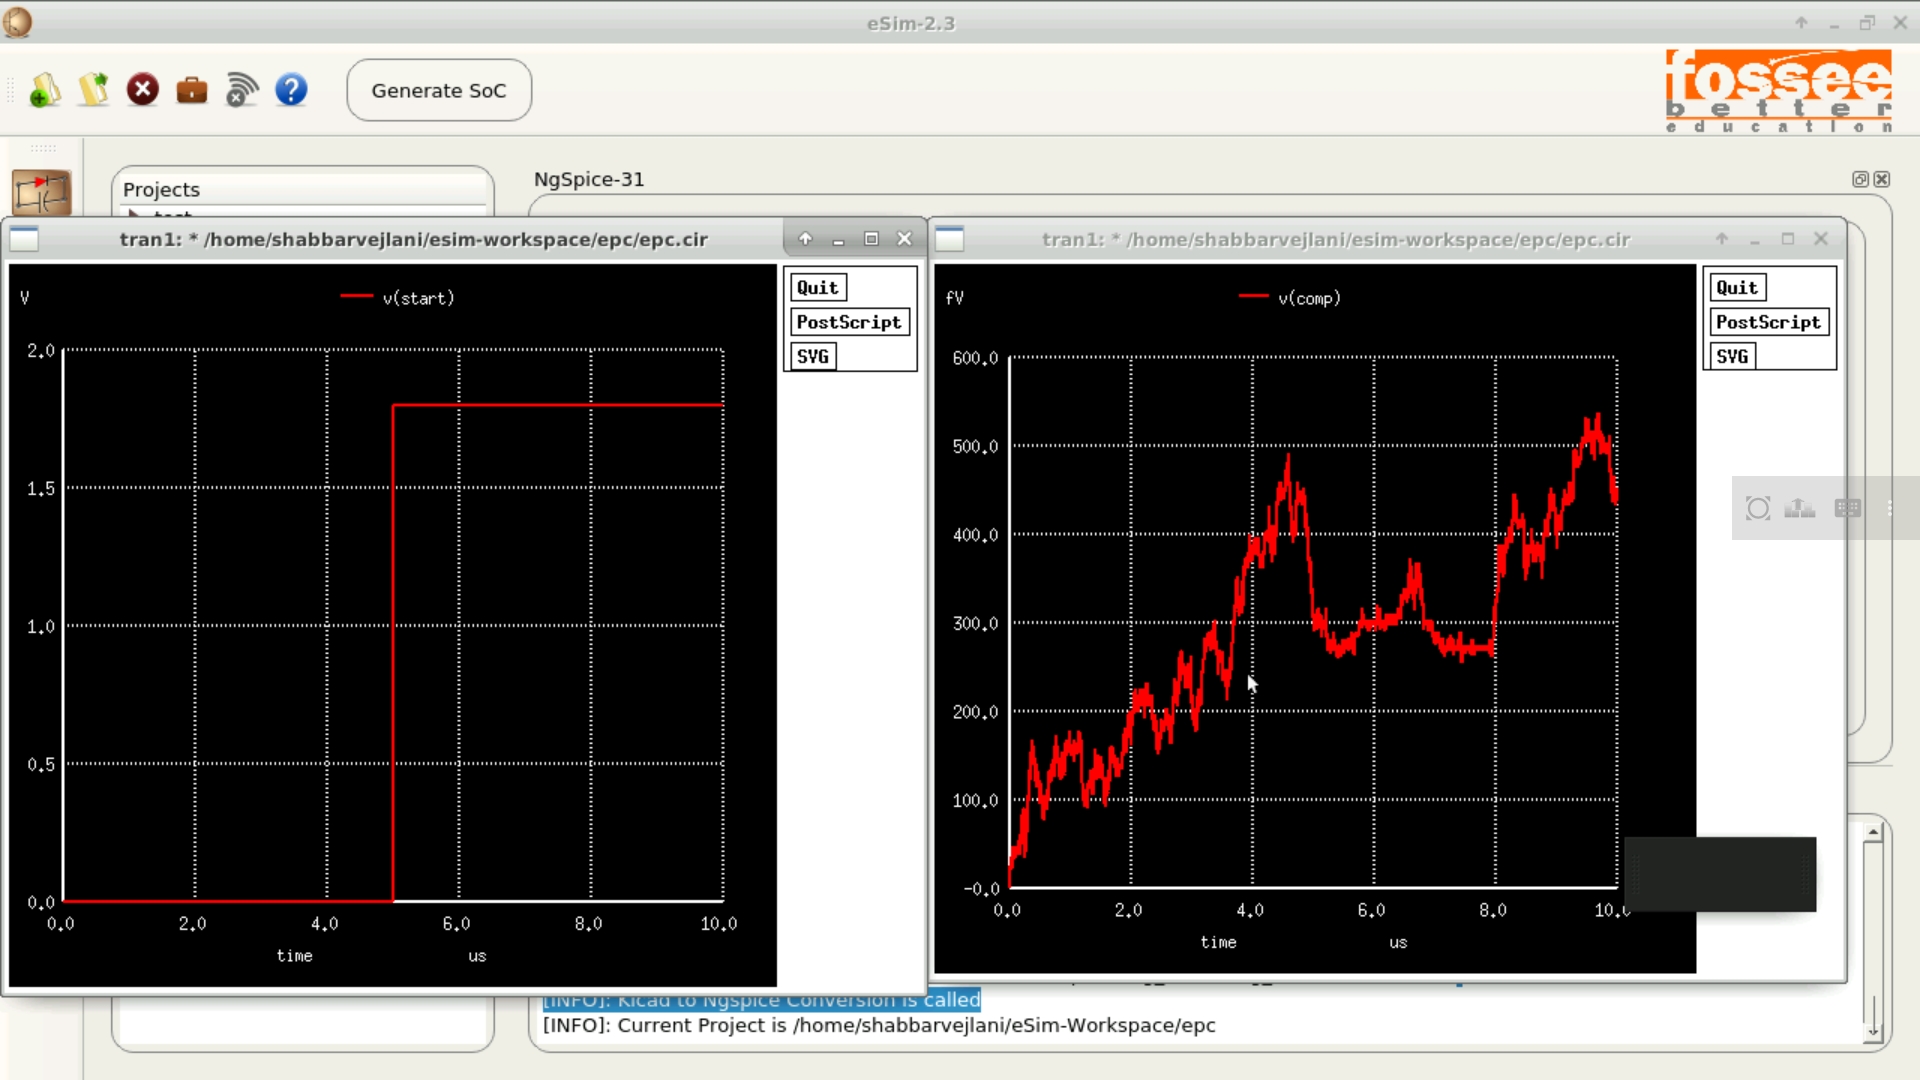 eSim-2.3
Generate SoC
fossee
better
education
Projects
test
NgSpice-31
tran1: * /home/shabbarvejlani/esim-workspace/epc/epc.cir
Quit
PostScript
SVG
V
v(start)
2.0
1.5
1.0
0.5
0.0
0.0 2.0 4.0 6.0 8.0 10.0
time us
tran1: * /home/shabbarvejlani/esim-workspace/epc/epc.cir
Quit
PostScript
SVG
fV
v(comp)
600.0
500.0
400.0
300.0
200.0
100.0
-0.0
0.0 2.0 4.0 6.0 8.0 10.0
time us
[INFO]: Kicad to Ngspice Conversion is called
[INFO]: Current Project is /home/shabbarvejlani/eSim-Workspace/epc